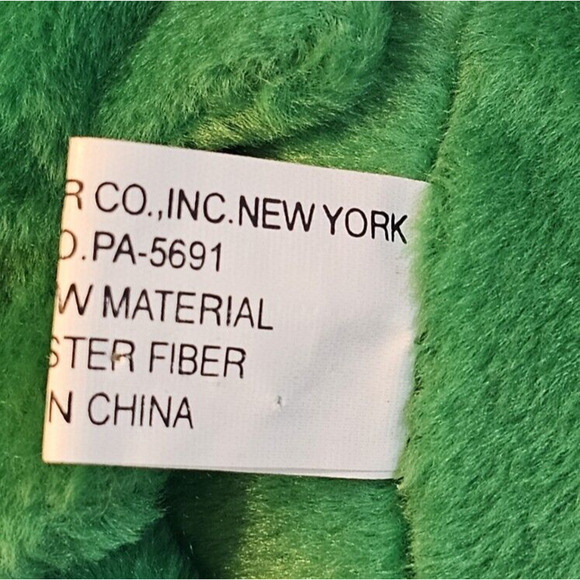 R CO.,INC.NEW YORK
O.PA-5691
W MATERIAL
STER FIBER
N CHINA